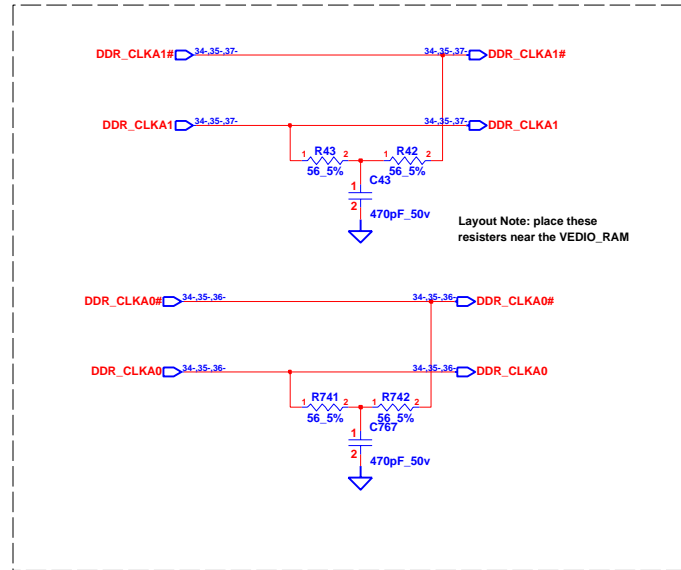 DDR_CLKA1# 34-,35-,37- 34-,35-,37- DDR_CLKA1#
DDR_CLKA1 34-,35-,37- 34-,35-,37- DDR_CLKA1
R43 R42
1 2 1 2
56_5% 56_5%
C43
1
2
470pF_50v
Layout Note: place these
resisters near the VEDIO_RAM
DDR_CLKA0# 34-,35-,36- 34-,35-,36- DDR_CLKA0#
DDR_CLKA0 34-,35-,36- 34-,35-,36- DDR_CLKA0
R741 R742
1 2 1 2
56_5% 56_5%
C767
1
2
470pF_50v